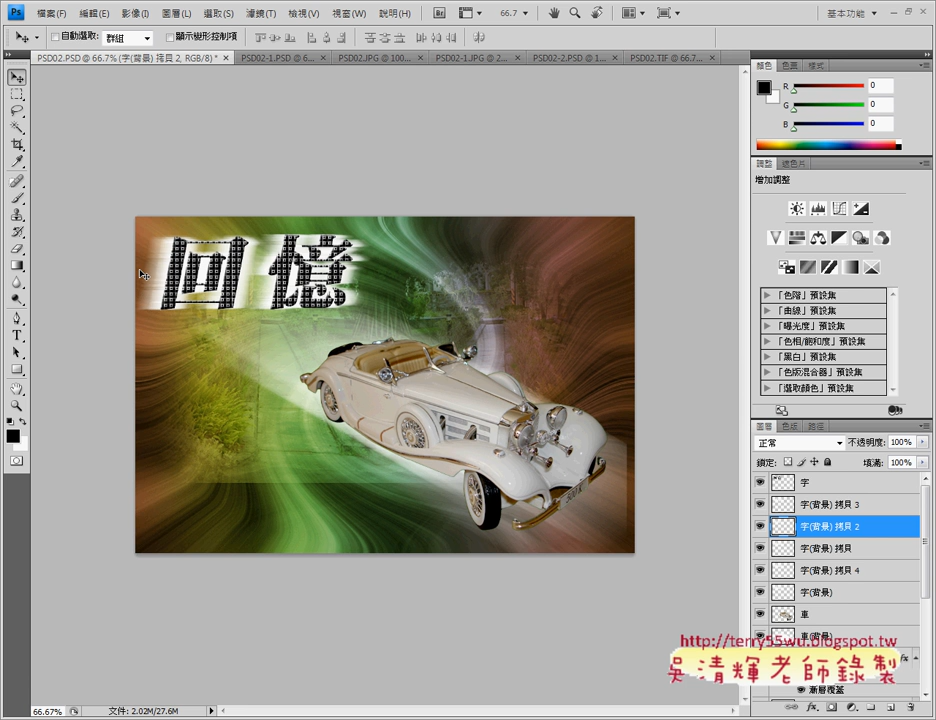 檔案(F) 編輯(E) 影像(I) 圖層(L) 選取(S) 濾鏡(T) 檢視(V) 視窗(W) 說明(H) Br 66.7 基本功能
自動選取: 群組 顯示變形控制項
PSD02.PSD @ 66.7% (字(背景) 拷貝 2, RGB/8) * PSD02-1.PSD @ 6... PSD02.JPG @ 100... PSD02-1.JPG @ 2... PSD02-2.PSD @ 1... PSD02.TIF @ 66.7...
顏色 色票 樣式
R 0
G 0
B 0
調整 遮色片
增加調整
「色階」預設集
「曲線」預設集
「曝光度」預設集
「色相/飽和度」預設集
「黑白」預設集
「色版混合器」預設集
「選取顏色」預設集
回憶
圖層 色版 路徑
正常 不透明度: 100%
鎖定: 填滿: 100%
字
字(背景) 拷貝 3
字(背景) 拷貝 2
字(背景) 拷貝
字(背景) 拷貝 4
字(背景)
車
車(背景)
漸層覆蓋
http://terry55wu.blogspot.tw
吳清輝老師錄製
66.67% 文件: 2.02M/27.6M